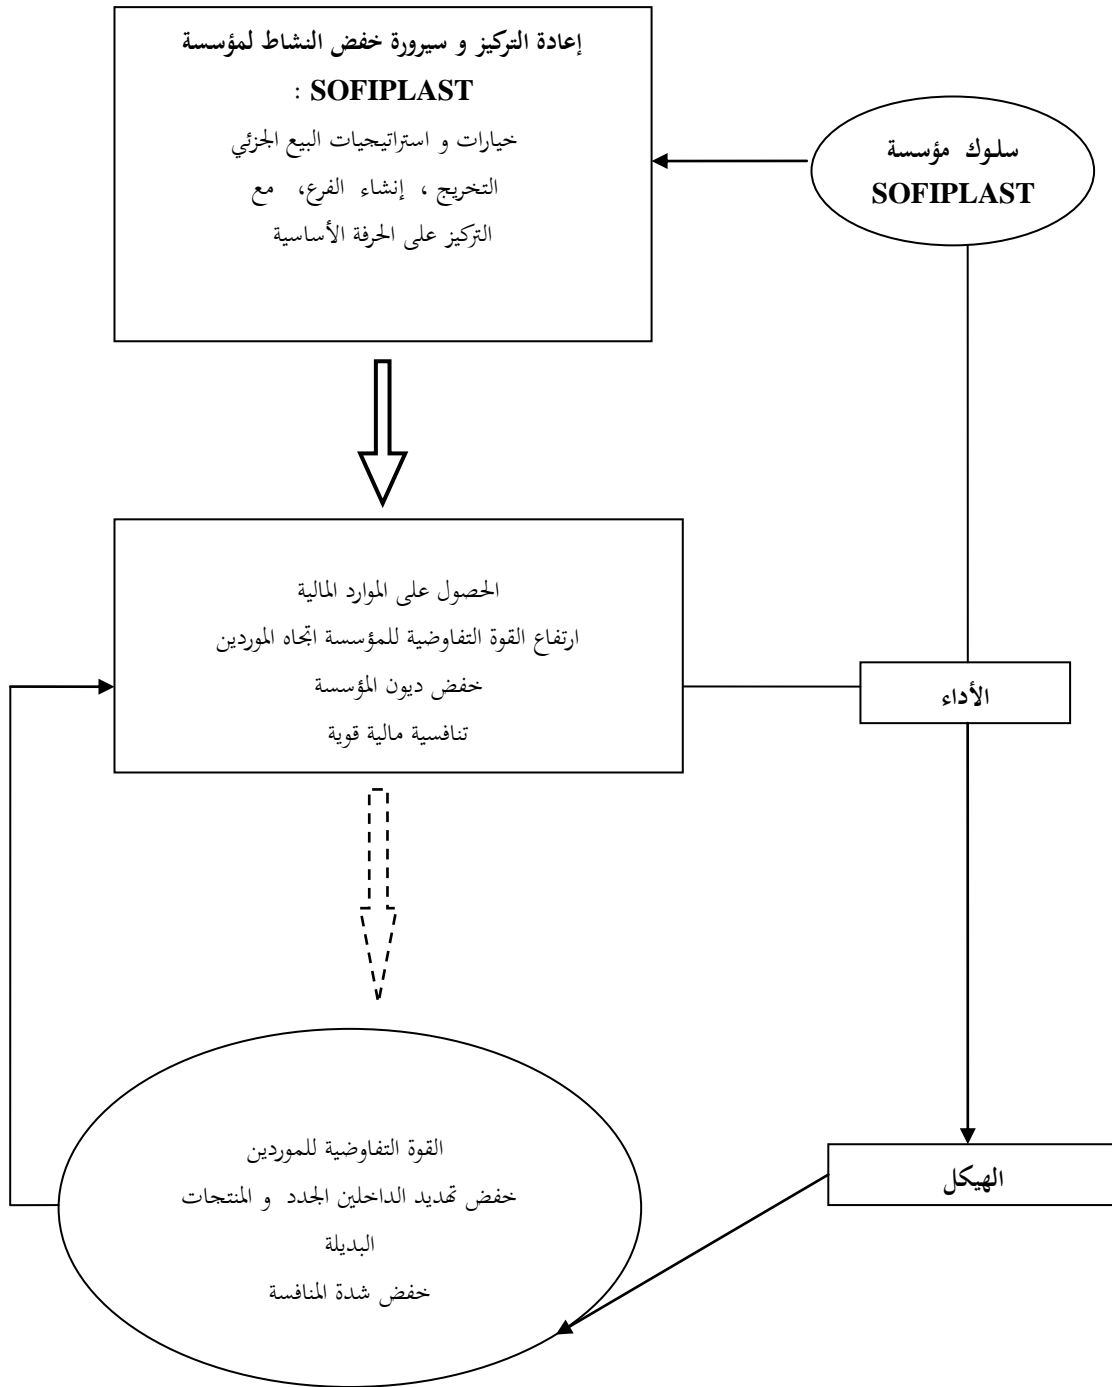 إعادة التركيز و سيرورة خفض النشاط لمؤسسة
SOFIPLAST :
خيارات و استراتيجيات البيع الجزئي
التخريج ، إنشاء الفرع، مع
التركيز على الحرفة الأساسية
سلوك مؤسسة
SOFIPLAST
الحصول على الموارد المالية
ارتفاع القوة التفاوضية للمؤسسة اتجاه الموردين
خفض ديون المؤسسة
تنافسية مالية قوية
الأداء
القوة التفاوضية للموردين
خفض تهديد الداخلين الجدد و المنتجات
البديلة
خفض شدة المنافسة
الهيكل